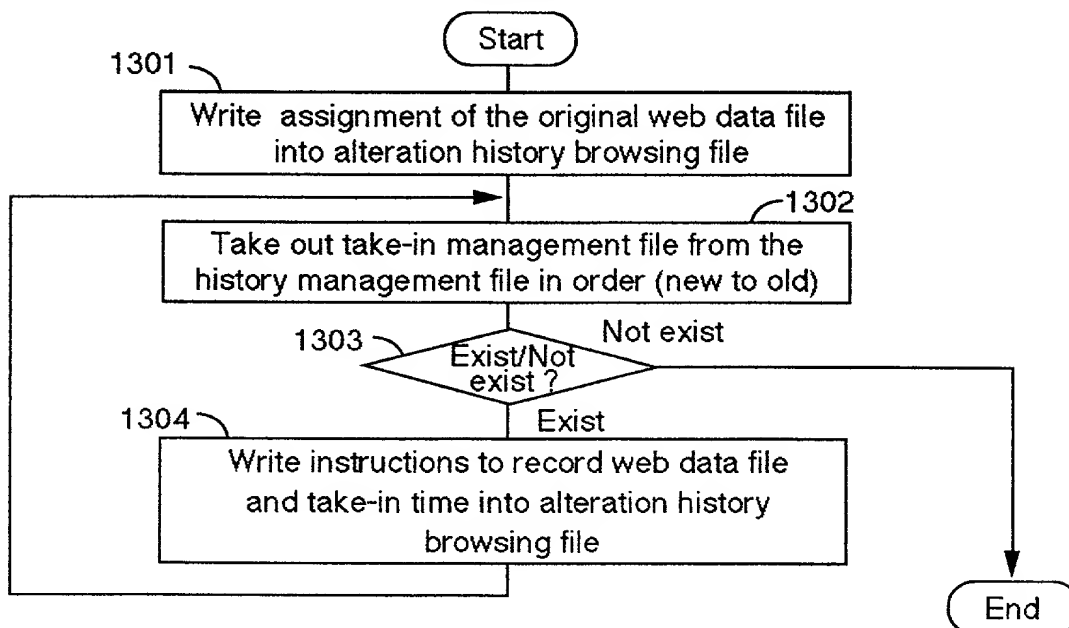 Start
1301
Write assignment of the original web data file
into alteration history browsing file
1302
Take out take-in management file from the
history management file in order (new to old)
1303
Not exist
Exist/Not
exist ?
Exist
1304
Write instructions to record web data file
and take-in time into alteration history
browsing file
End